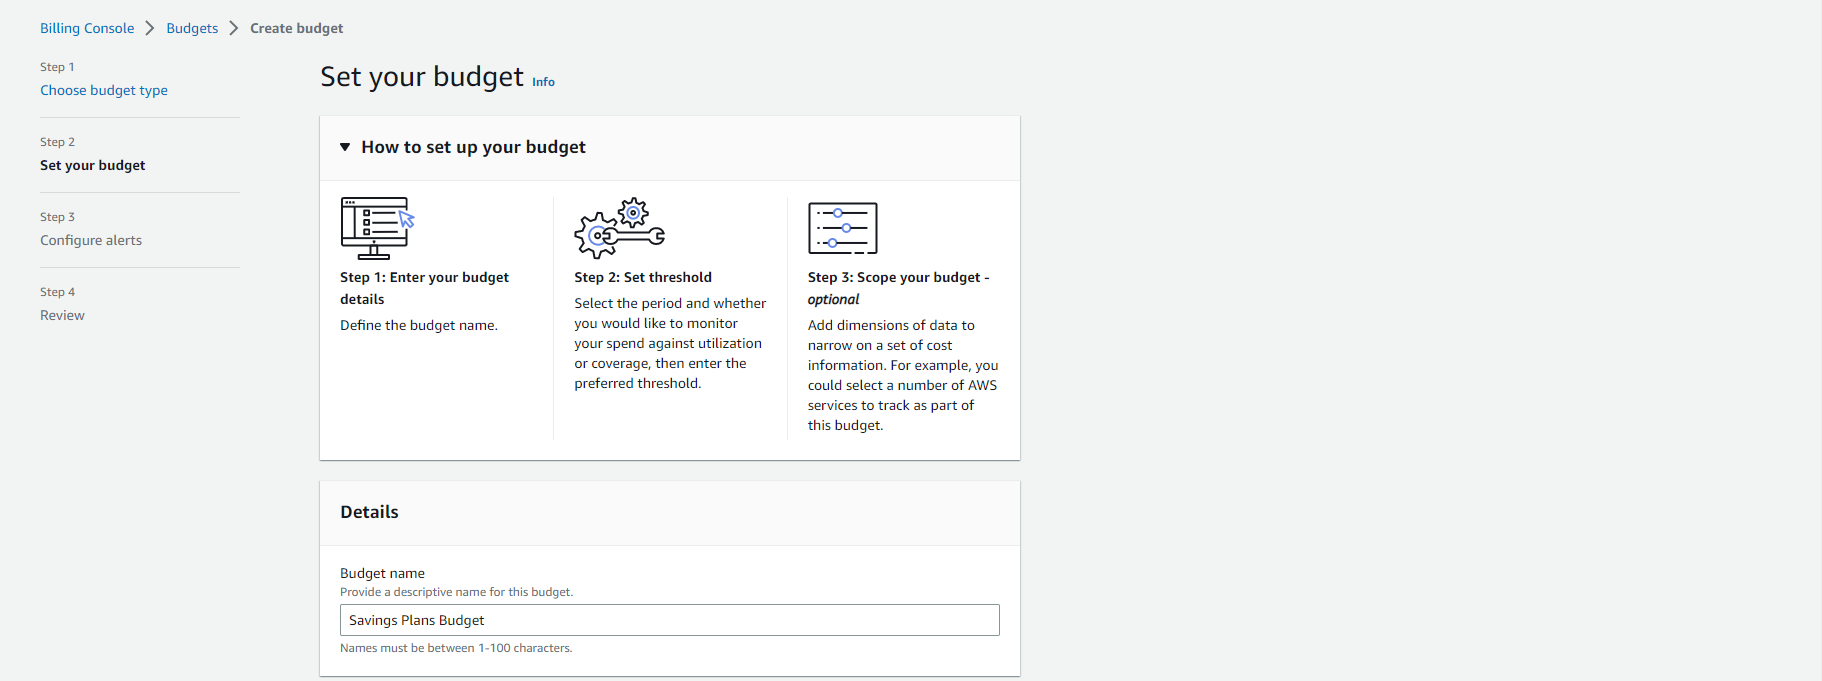 Billing Console > Budgets > Create budget
Step 1
Choose budget type
Step 2
Set your budget
Step 3
Configure alerts
Step 4
Review
Set your budget Info
How to set up your budget
Step 1: Enter your budget
details
Define the budget name.
Step 2: Set threshold
Select the period and whether
you would like to monitor
your spend against utilization
or coverage, then enter the
preferred threshold.
Step 3: Scope your budget -
optional
Add dimensions of data to
narrow on a set of cost
information. For example, you
could select a number of AWS
services to track as part of
this budget.
Details
Budget name
Provide a descriptive name for this budget.
Savings Plans Budget
Names must be between 1-100 characters.